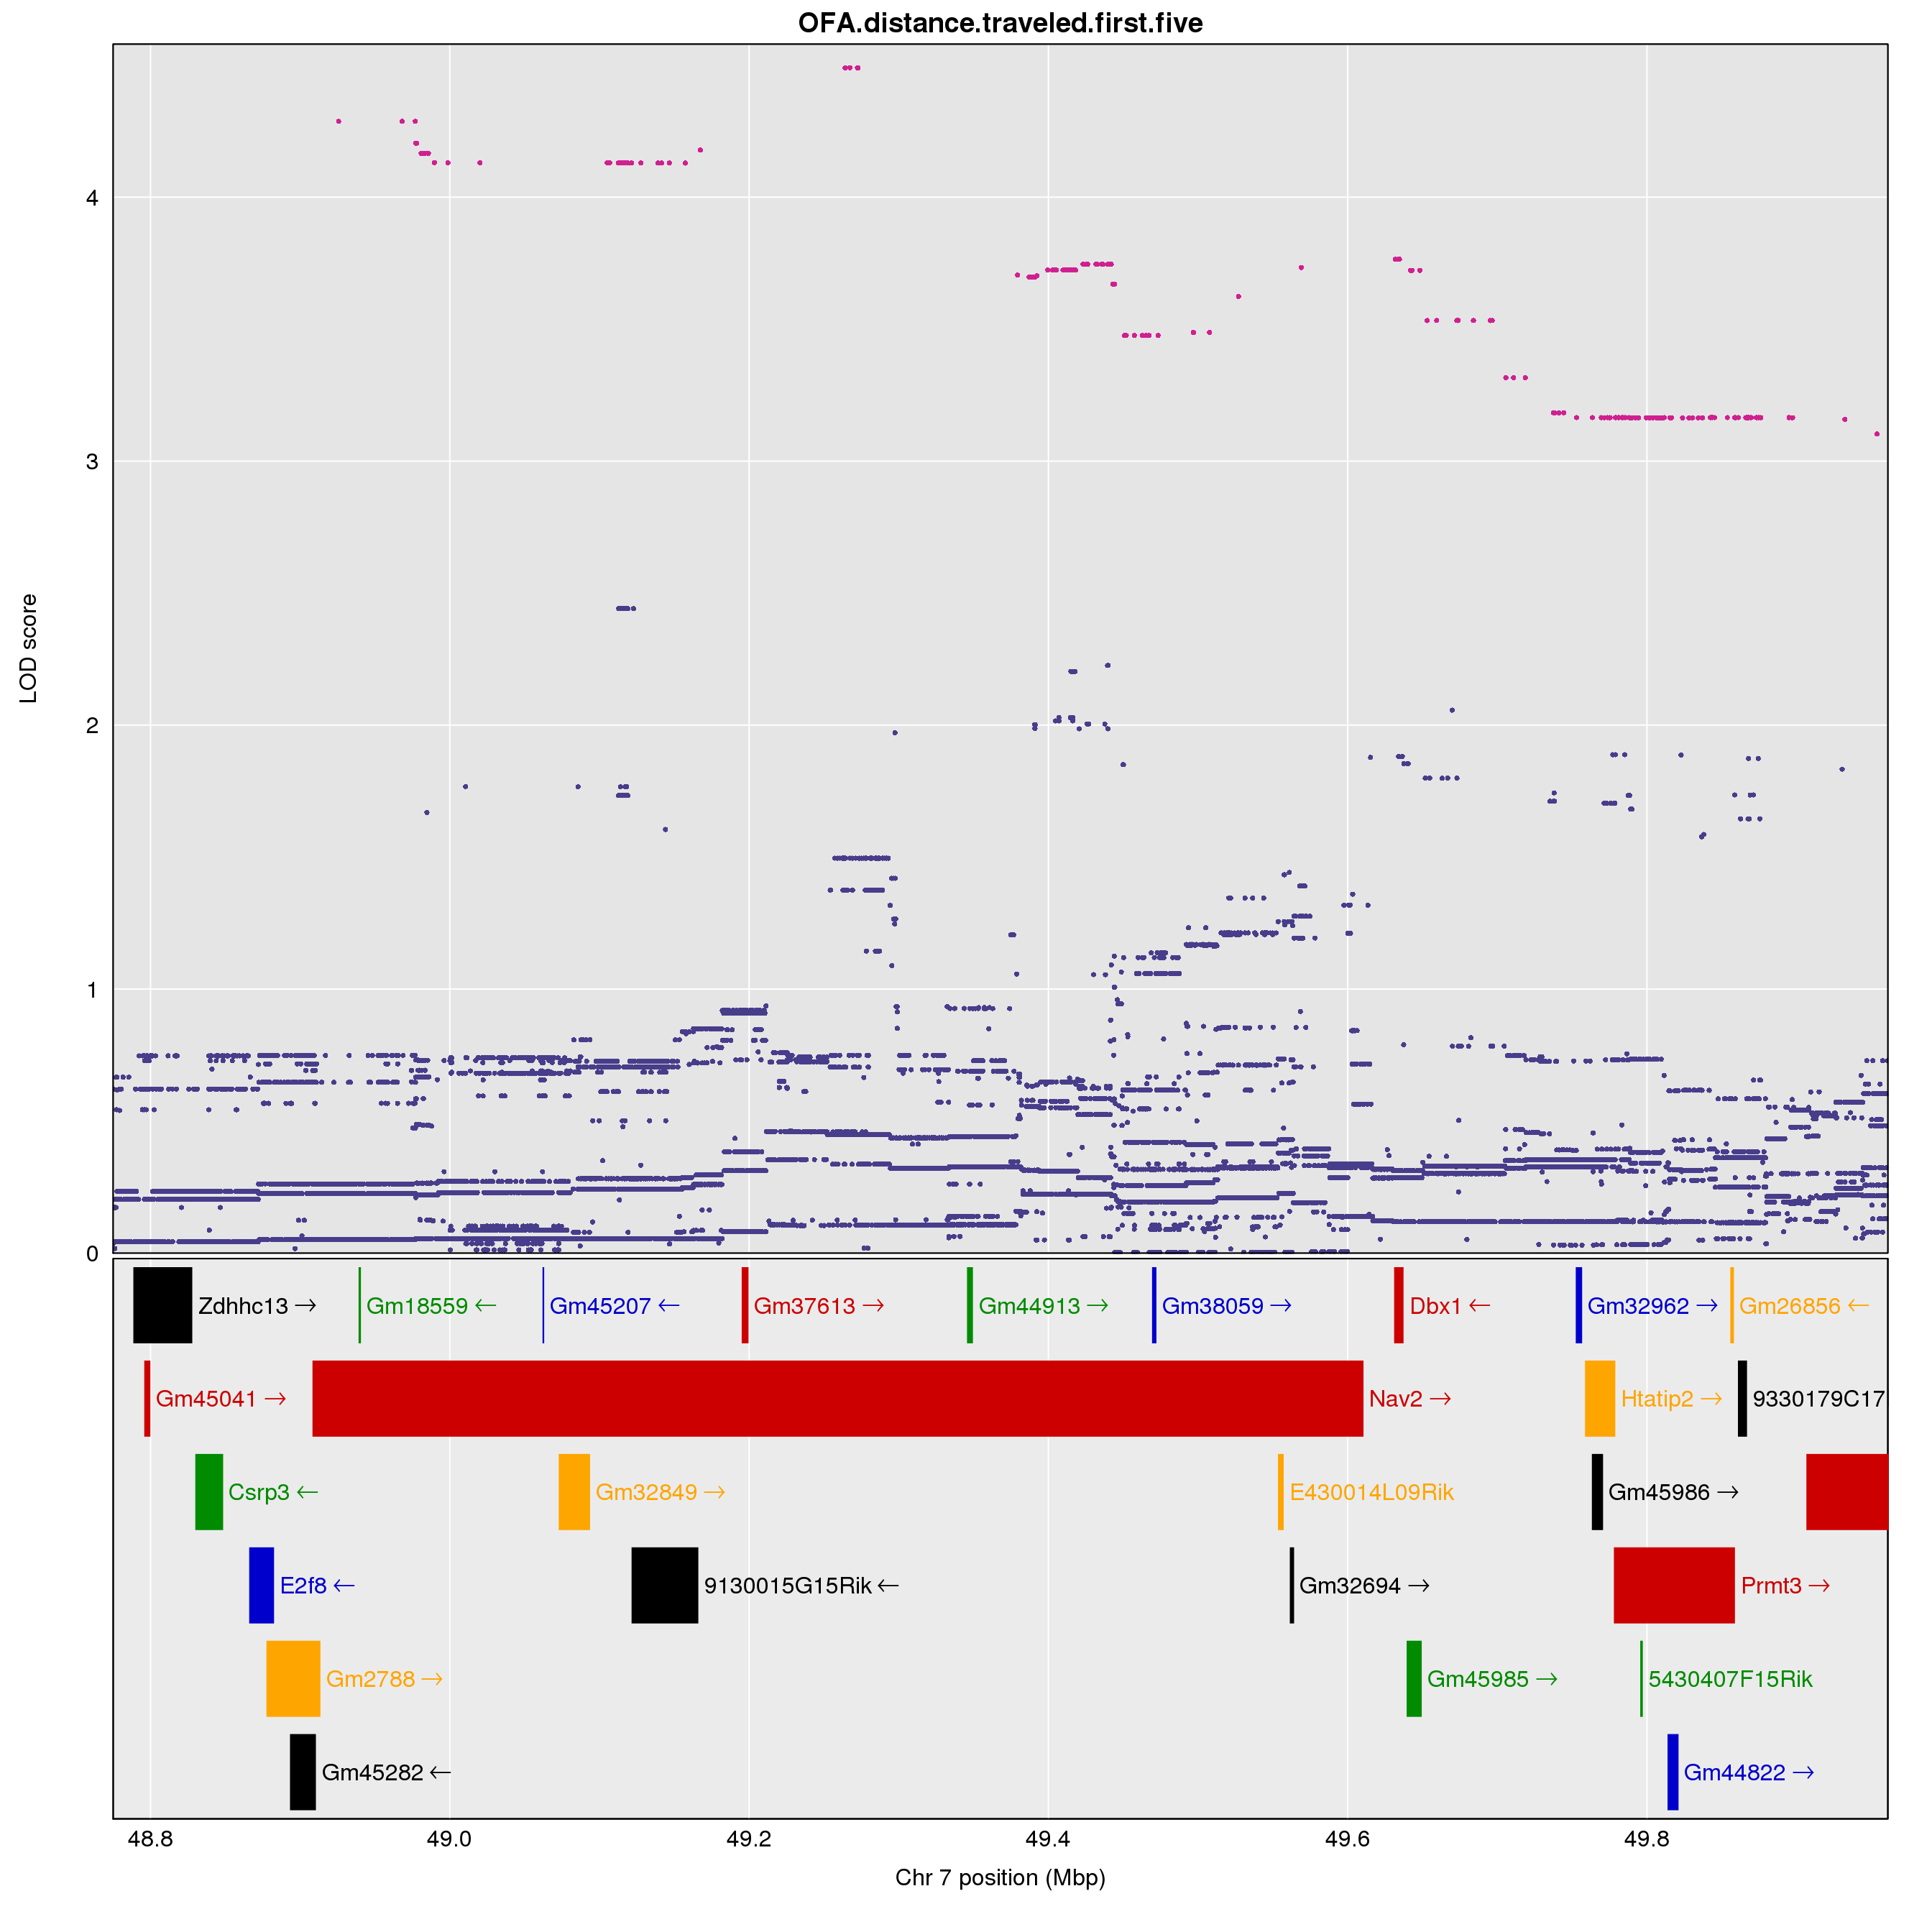 OFA.distance.traveled.first.five
4
3
2
1
0
LOD score
Zdhhc13 → Gm18559 ← Gm45207 ← Gm37613 → Gm44913 → Gm38059 → Dbx1 ← Gm32962 → Gm26856 ←
Gm45041 → Nav2 → Htatip2 → 9330179C17
Csrp3 ← Gm32849 → E430014L09Rik Gm45986 →
E2f8 ← 9130015G15Rik ← Gm32694 → Prmt3 →
Gm2788 → Gm45985 → 5430407F15Rik
Gm45282 ← Gm44822 →
48.8 49.0 49.2 49.4 49.6 49.8
Chr 7 position (Mbp)